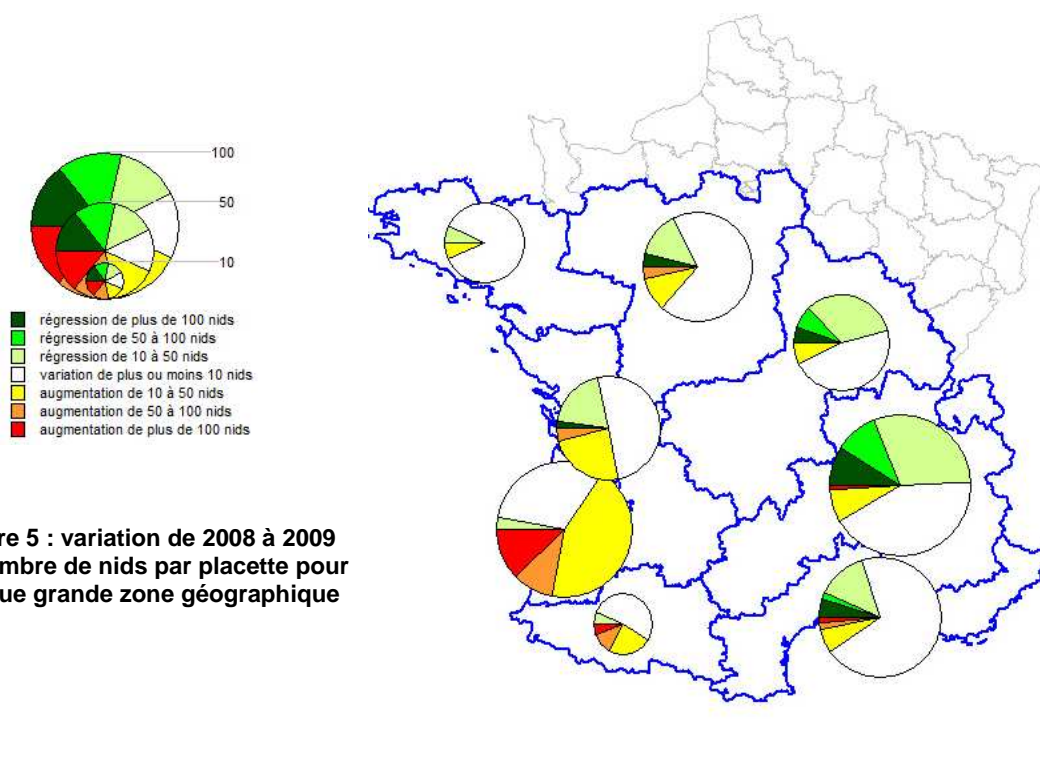 100
50
10
régression de plus de 100 nids
régression de 50 à 100 nids
régression de 10 à 50 nids
variation de plus ou moins 10 nids
augmentation de 10 à 50 nids
augmentation de 50 à 100 nids
augmentation de plus de 100 nids
re 5 : variation de 2008 à 2009
mbre de nids par placette pour
ue grande zone géographique